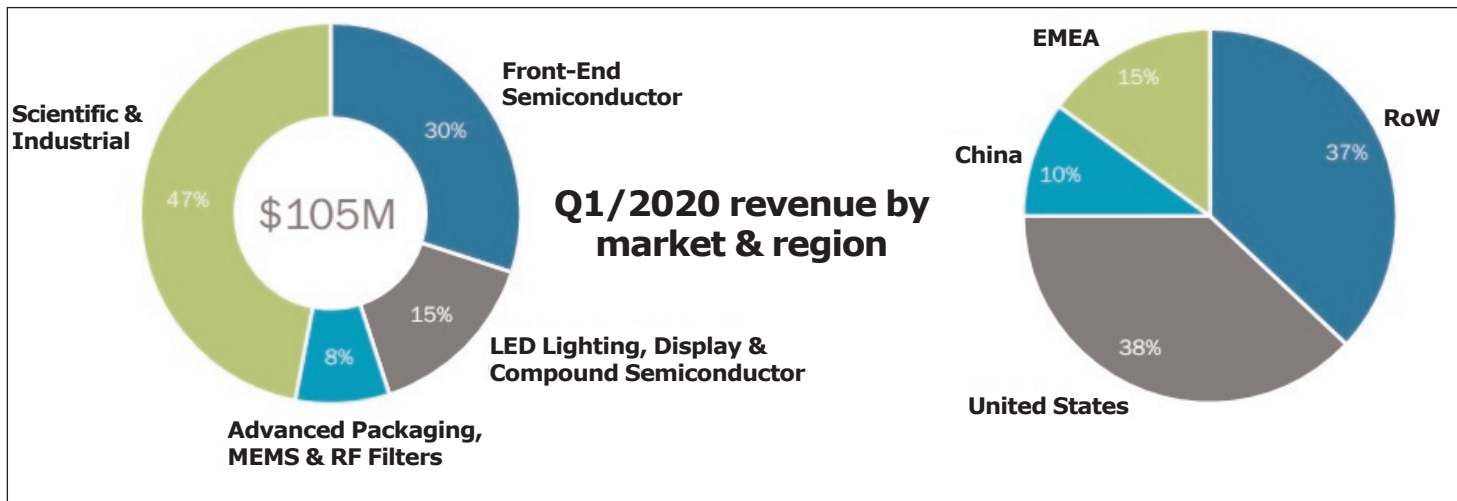 Scientific &
Industrial
47%
$105M
Front-End
Semiconductor
30%
15%
LED Lighting, Display &
Compound Semiconductor
8%
Advanced Packaging,
MEMS & RF Filters
Q1/2020 revenue by
market & region
EMEA
15%
RoW
37%
China
10%
38%
United States